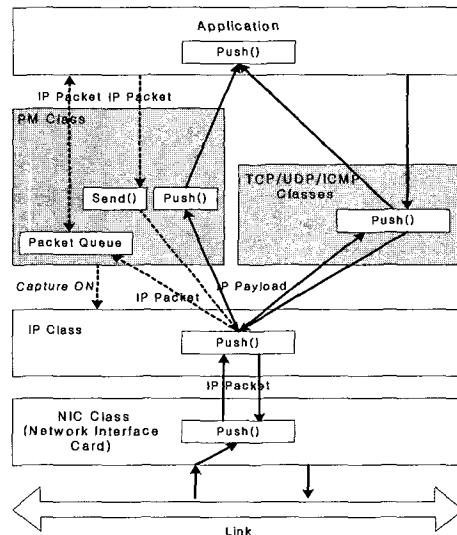 Application
Push()
IP Packet IP Packet
PM Class
TCP/UDP/ICMP
Classes
Send()
Push()
Push()
Packet Queue
Capture ON
IP Packet
IP Payload
IP Class
Push()
IP Packet
NIC Class
(Network Interface
Card)
Push()
Link